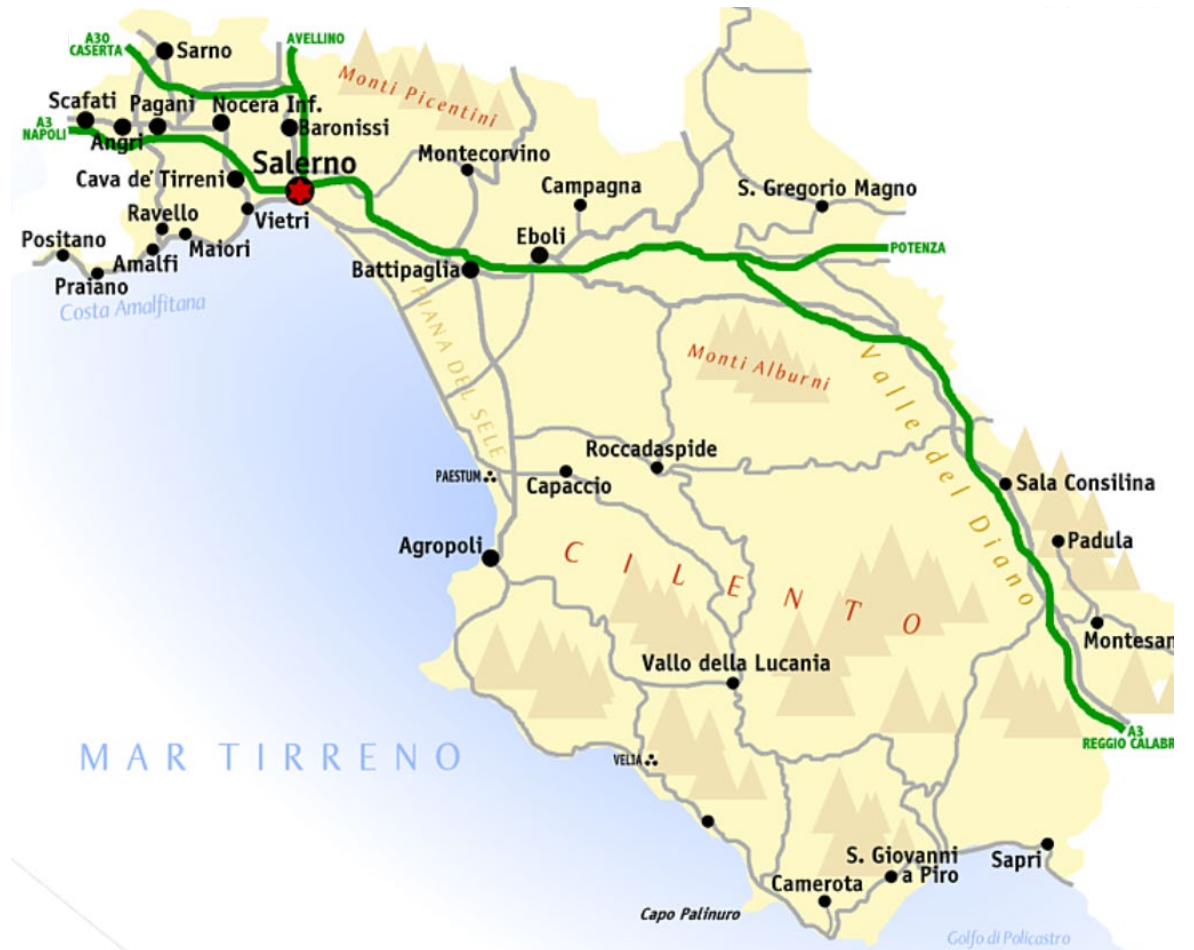 A30
CASERTA
AVELLINO
Sarno
Monti Picentini
Scafati
Pagani
Nocera Inf.
A3
NAPOLI
Angri
Baronissi
Salerno
Montecorvino
Cava de' Tirreni
Campagna
S. Gregorio Magno
Ravello
Vietri
Positano
Maiori
Amalfi
Eboli
POTENZA
Praiano
Battipaglia
Costa Amalfitana
PIANA DEL SELE
Monti Alburni
Valle del Diano
Roccadaspide
PAESTUM
Capaccio
Sala Consilina
Agropoli
Padula
CILENTO
Montesan
Vallo della Lucania
MAR TIRRENO
A3
REGGIO CALABR
VELIA
S. Giovanni
a Piro
Sapri
Camerota
Capo Palinuro
Golfo di Policastro